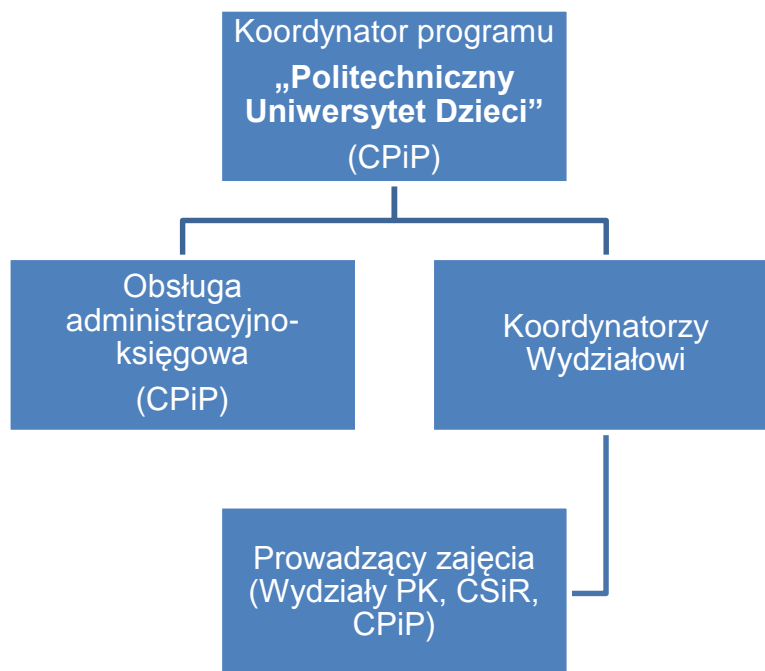 Koordynator programu
„Politechniczny
Uniwersytet Dzieci”
(CPiP)
Obsługa
administracyjno-
księgowa
(CPiP)
Koordynatorzy
Wydziałowi
Prowadzący zajęcia
(Wydziały PK, CSiR,
CPiP)